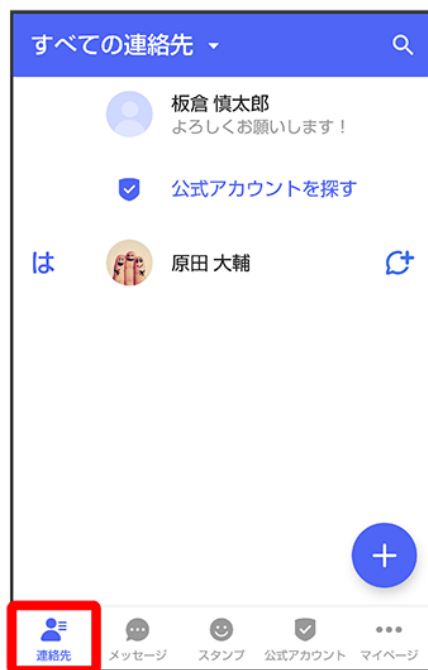 すべての連絡先
板倉 慎太郎
よろしくお願いします！
公式アカウントを探す
は
原田 大輔
連絡先
メッセージ
スタンプ
公式アカウント
マイページ